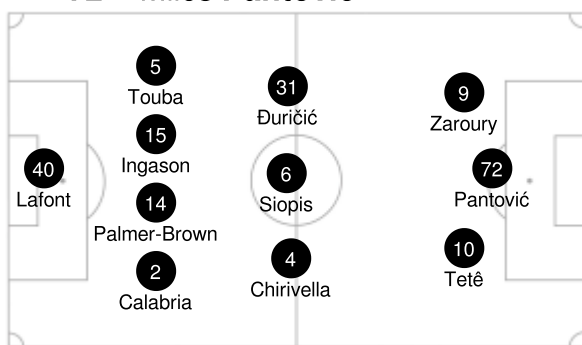 5
Touba
31
Đuričić
9
Zaroury
15
Ingason
40
Lafont
6
Siopis
72
Pantović
14
Palmer-Brown
2
Calabria
4
Chirivella
10
Tetê